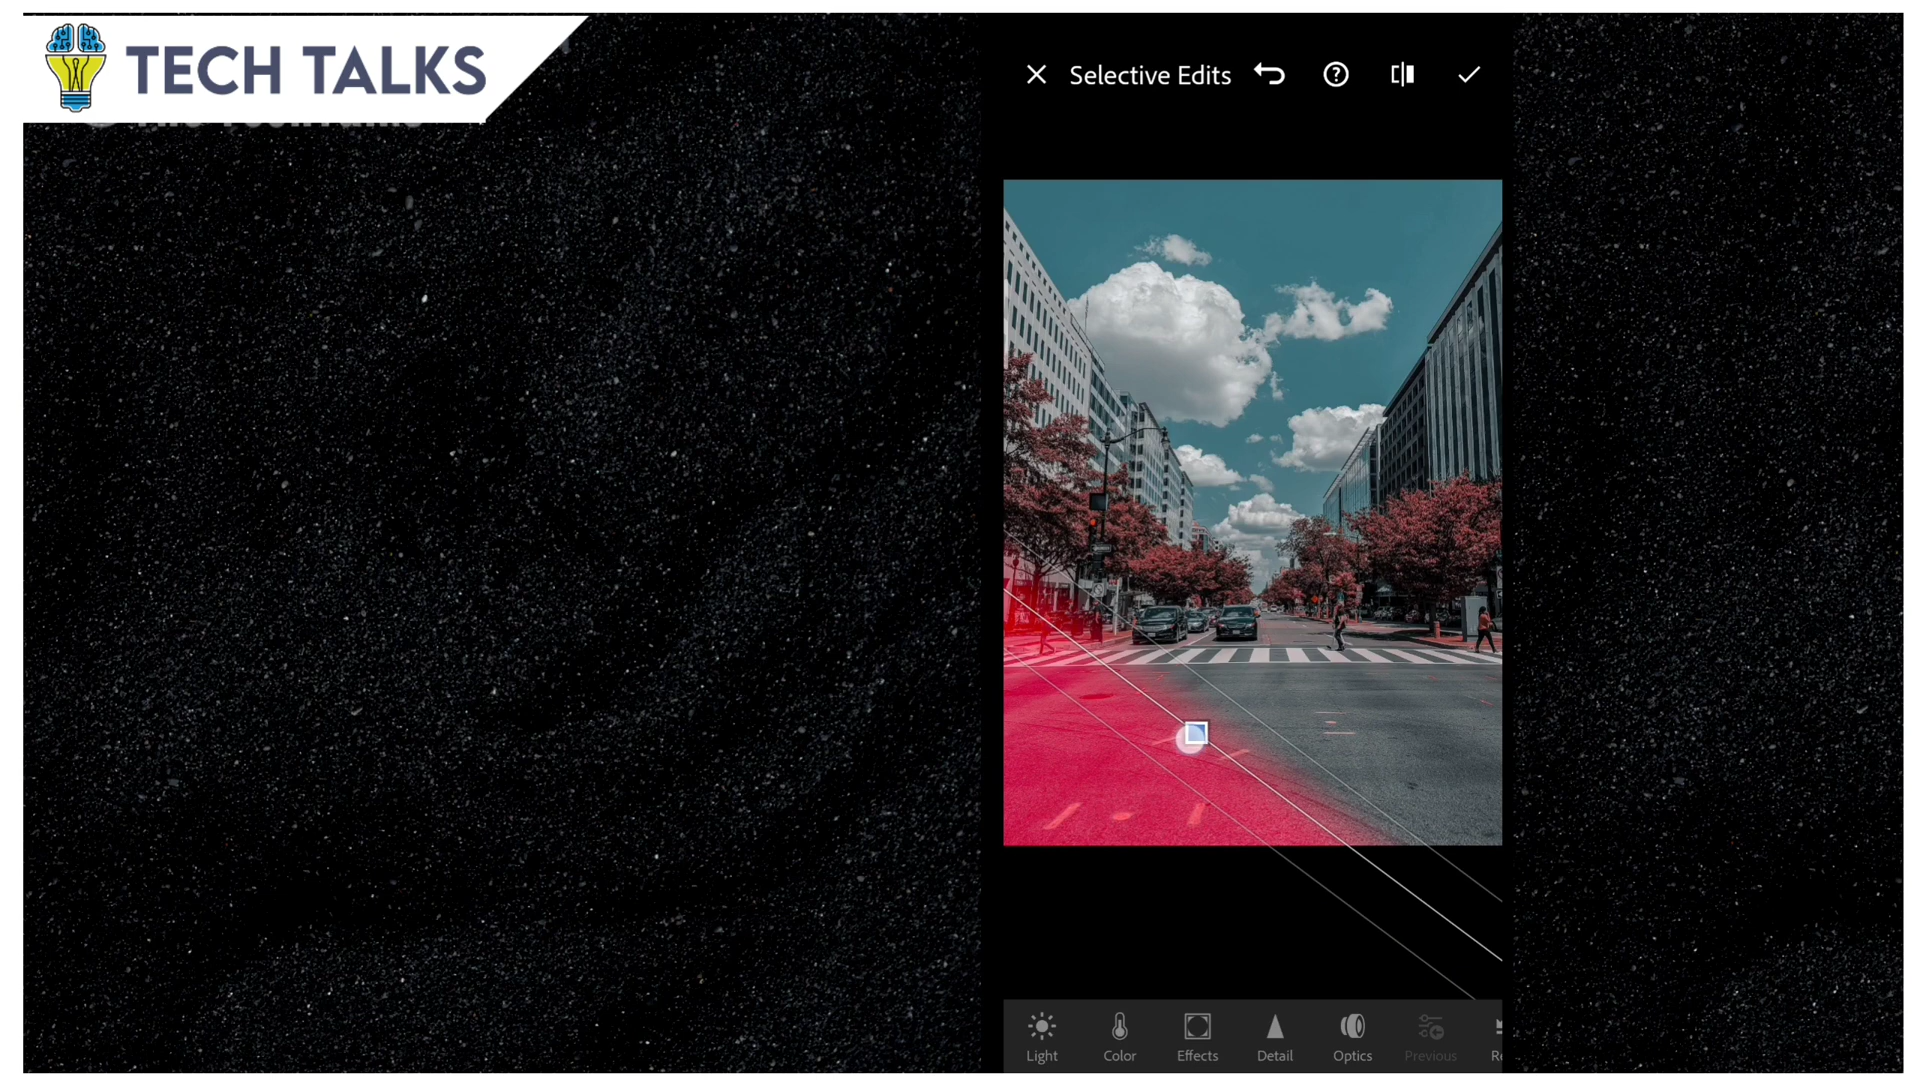 TECH TALKS
Selective Edits
Light
Color
Effects
Detail
Optics
Previous